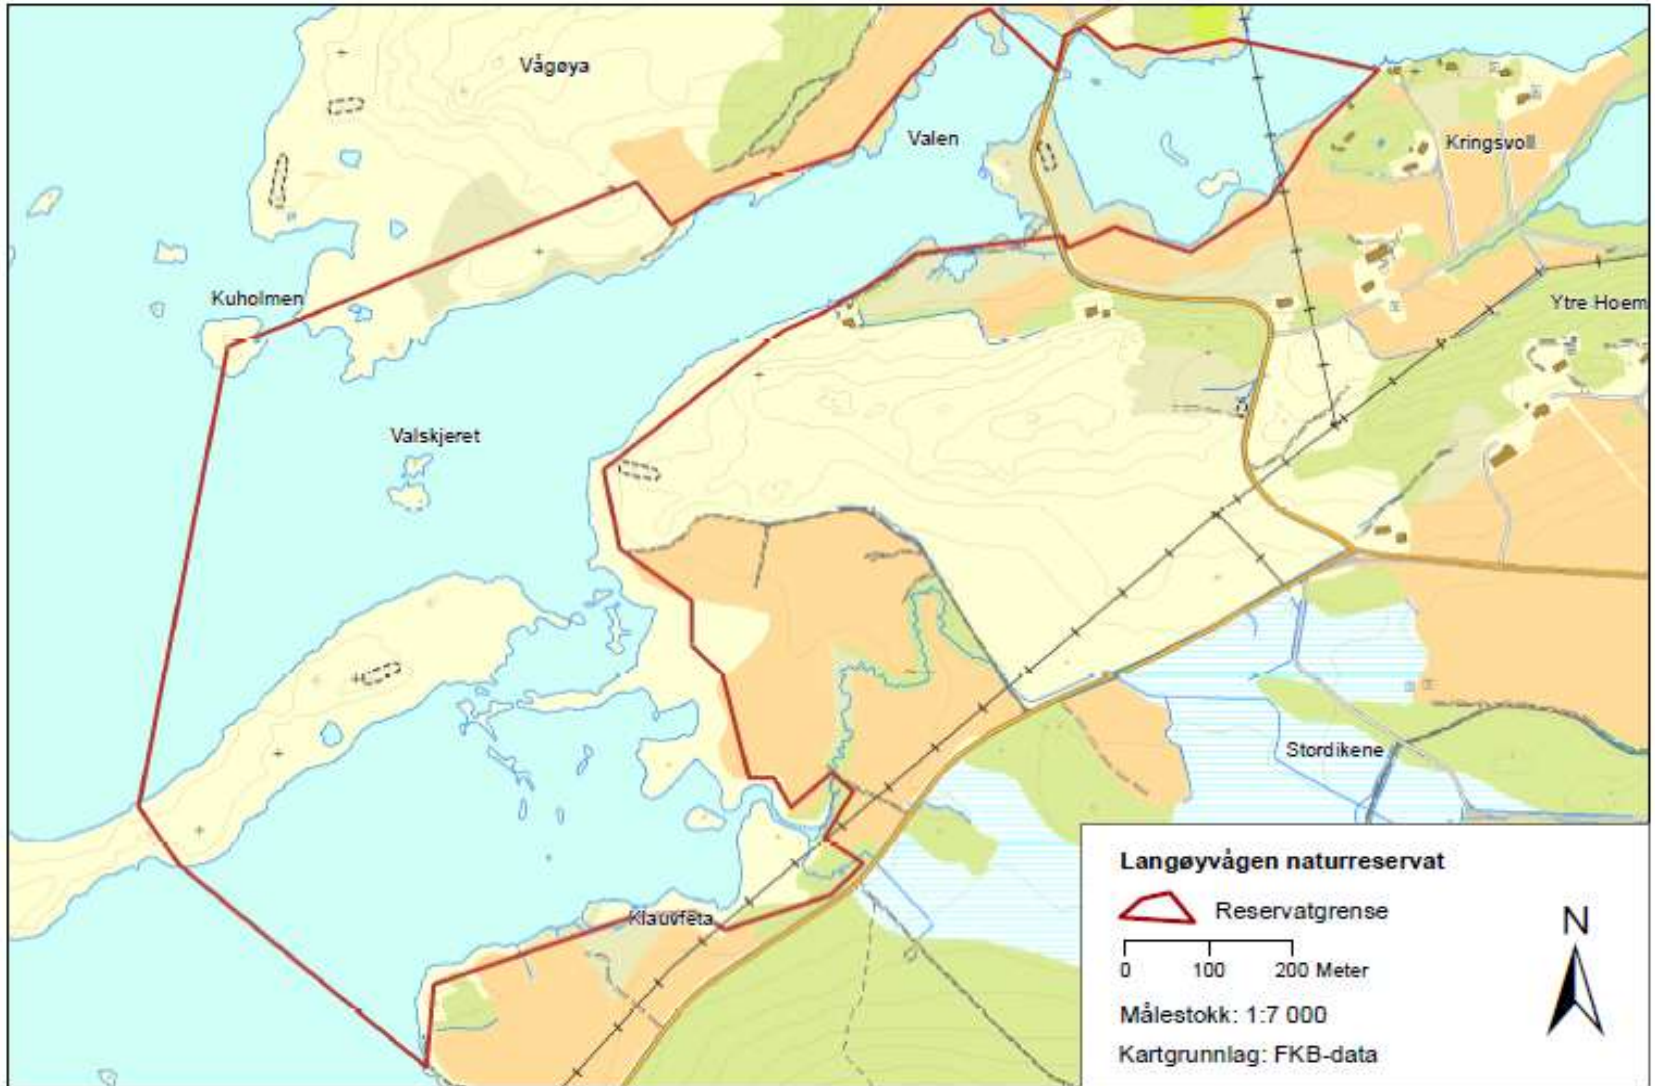 Vågøya
Valen
Kringsvoll
Kuholmen
Ytre Hoem
Valskjeret
Stordikene
Klauvfeta
Langøyvågen naturreservat
Reservatgrense
0 100 200 Meter
Målestokk: 1:7 000
Kartgrunnlag: FKB-data
N